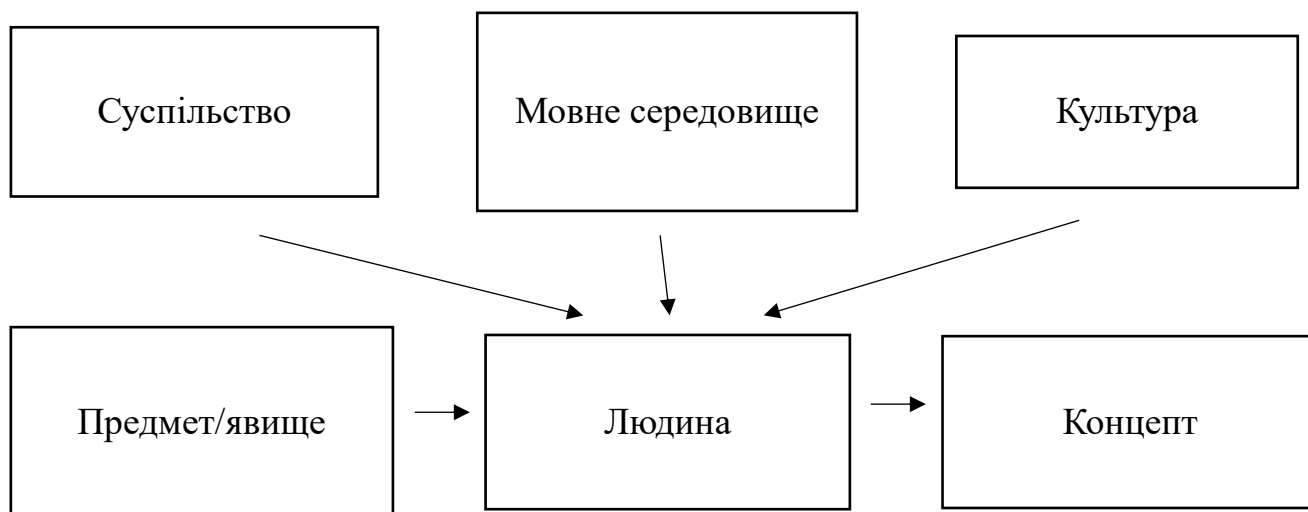 Суспільство
Мовне середовище
Культура
Предмет/явище
Людина
Концепт